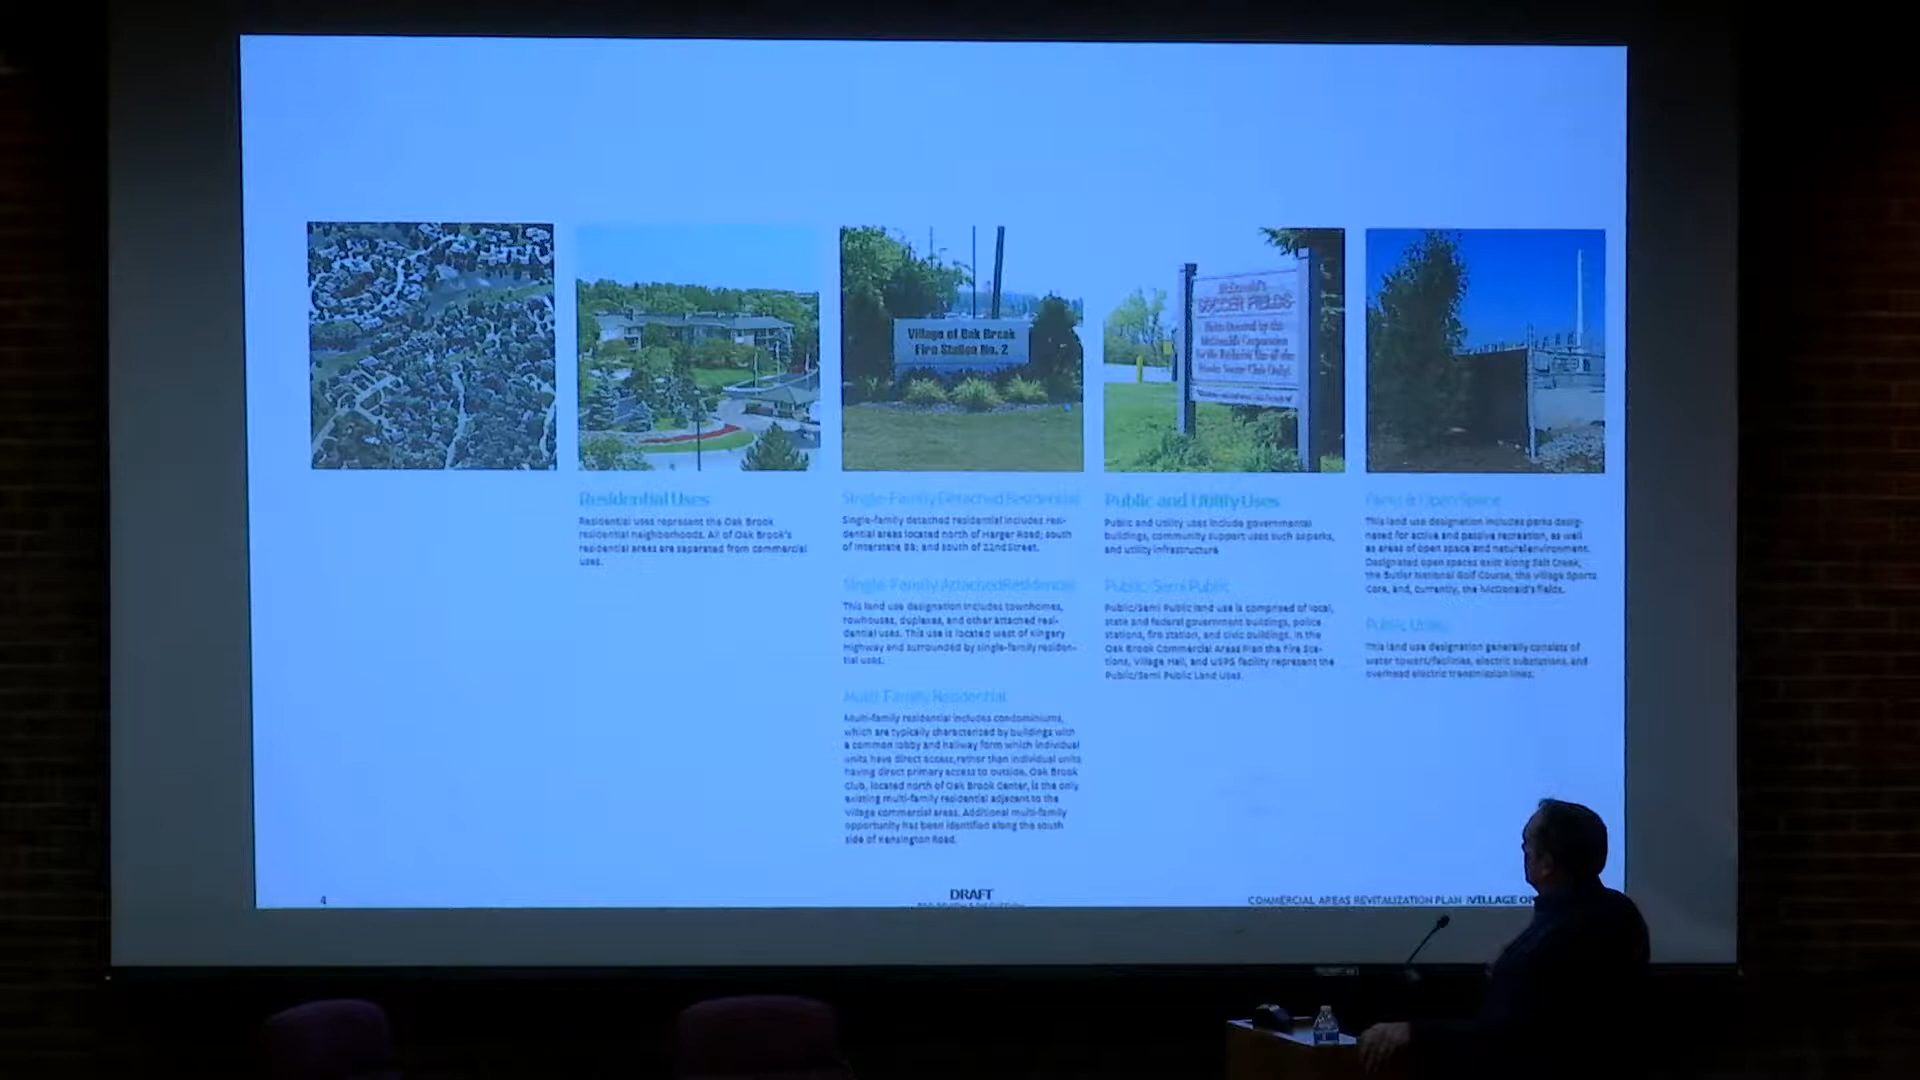 Village of Oak Brook
Fire Station No. 2
McDonald's
SOCCER FIELDS
McDonald's Corporation
Soccer Club Only!
Residential Uses
Residential uses represent the Oak Brook
residential neighborhoods. All of Oak Brook's
residential areas are separated from commercial
uses.
Single-Family Detached Residential
Single-family detached residential includes resi-
dential areas located north of Harger Road; south
of Interstate 88; and south of 22nd Street.
Single-Family Attached Residential
This land use designation includes townhomes,
rowhouses, duplexes, and other attached resi-
dential uses. This use is located west of Kingery
Highway and surrounded by single-family residen-
tial uses.
Multi-Family Residential
Multi-family residential includes condominiums,
which are typically characterized by buildings with
a common lobby and hallway form which individual
units have direct access, rather than individual units
having direct primary access to outside. Oak Brook
Club, located north of Oak Brook Center, is the only
existing multi-family residential adjacent to the
Village commercial areas. Additional multi-family
opportunity has been identified along the south
side of Kensington Road.
Public and Utility Uses
Public and Utility uses include governmental
buildings, community support uses such as parks,
and utility infrastructure
Public/Semi Public
Public/Semi Public land use is comprised of local,
state and federal government buildings, police
stations, fire station, and civic buildings. In the
Oak Brook Commercial Areas Plan the Fire Sta-
tions, Village Hall, and USPS facility represent the
Public/Semi Public Land Uses.
Parks & Open Space
This land use designation includes parks desig-
nated for active and passive recreation, as well
as areas of open space and natural environment.
Designated open spaces exist along Salt Creek,
the Butler National Golf Course, the Village Sports
Core, and, currently, the McDonald's fields.
Public Utilities
This land use designation generally consists of
water towers/facilities, electric substations, and
overhead electric transmission lines.
4
DRAFT
COMMERCIAL AREAS REVITALIZATION PLAN VILLAGE OF